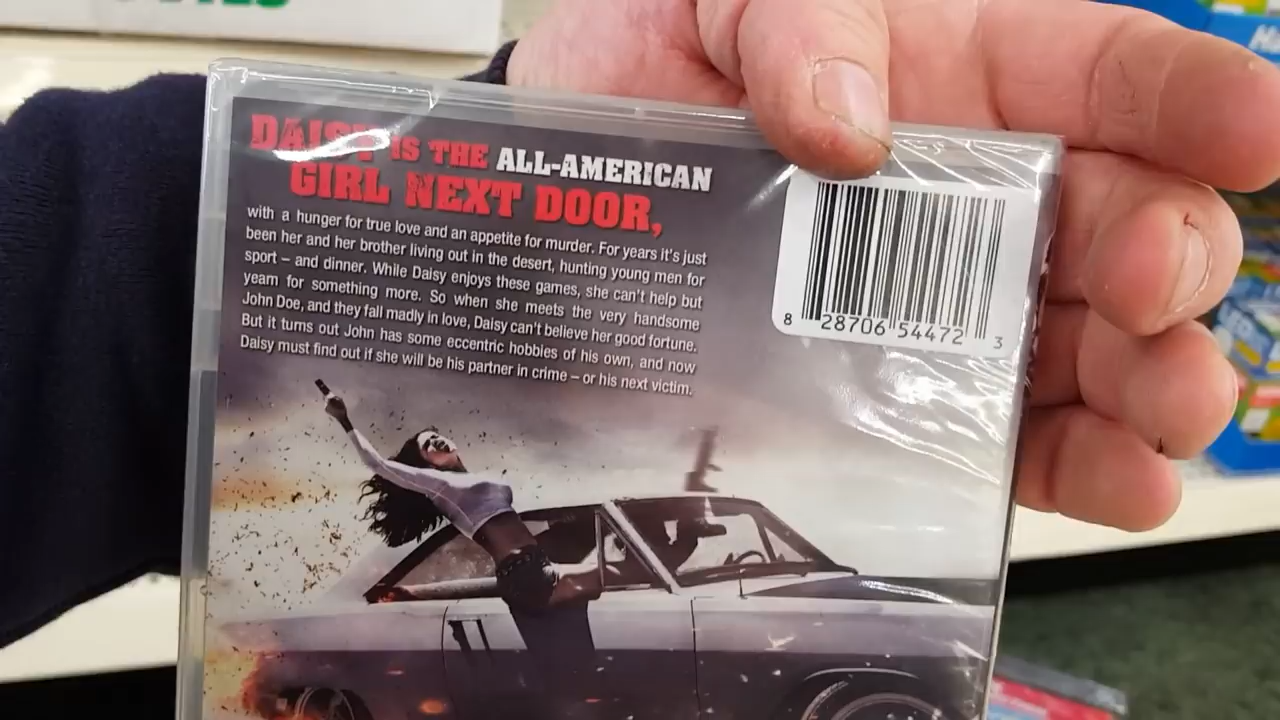 DAISY IS THE ALL-AMERICAN
GIRL NEXT DOOR,
with a hunger for true love and an appetite for murder. For years it's just
been her and her brother living out in the desert, hunting young men for
sport – and dinner. While Daisy enjoys these games, she can't help but
yearn for something more. So when she meets the very handsome
John Doe, and they fall madly in love, Daisy can't believe her good fortune.
But it turns out John has some eccentric hobbies of his own, and now
Daisy must find out if she will be his partner in crime – or his next victim.
8 28706 54472 3